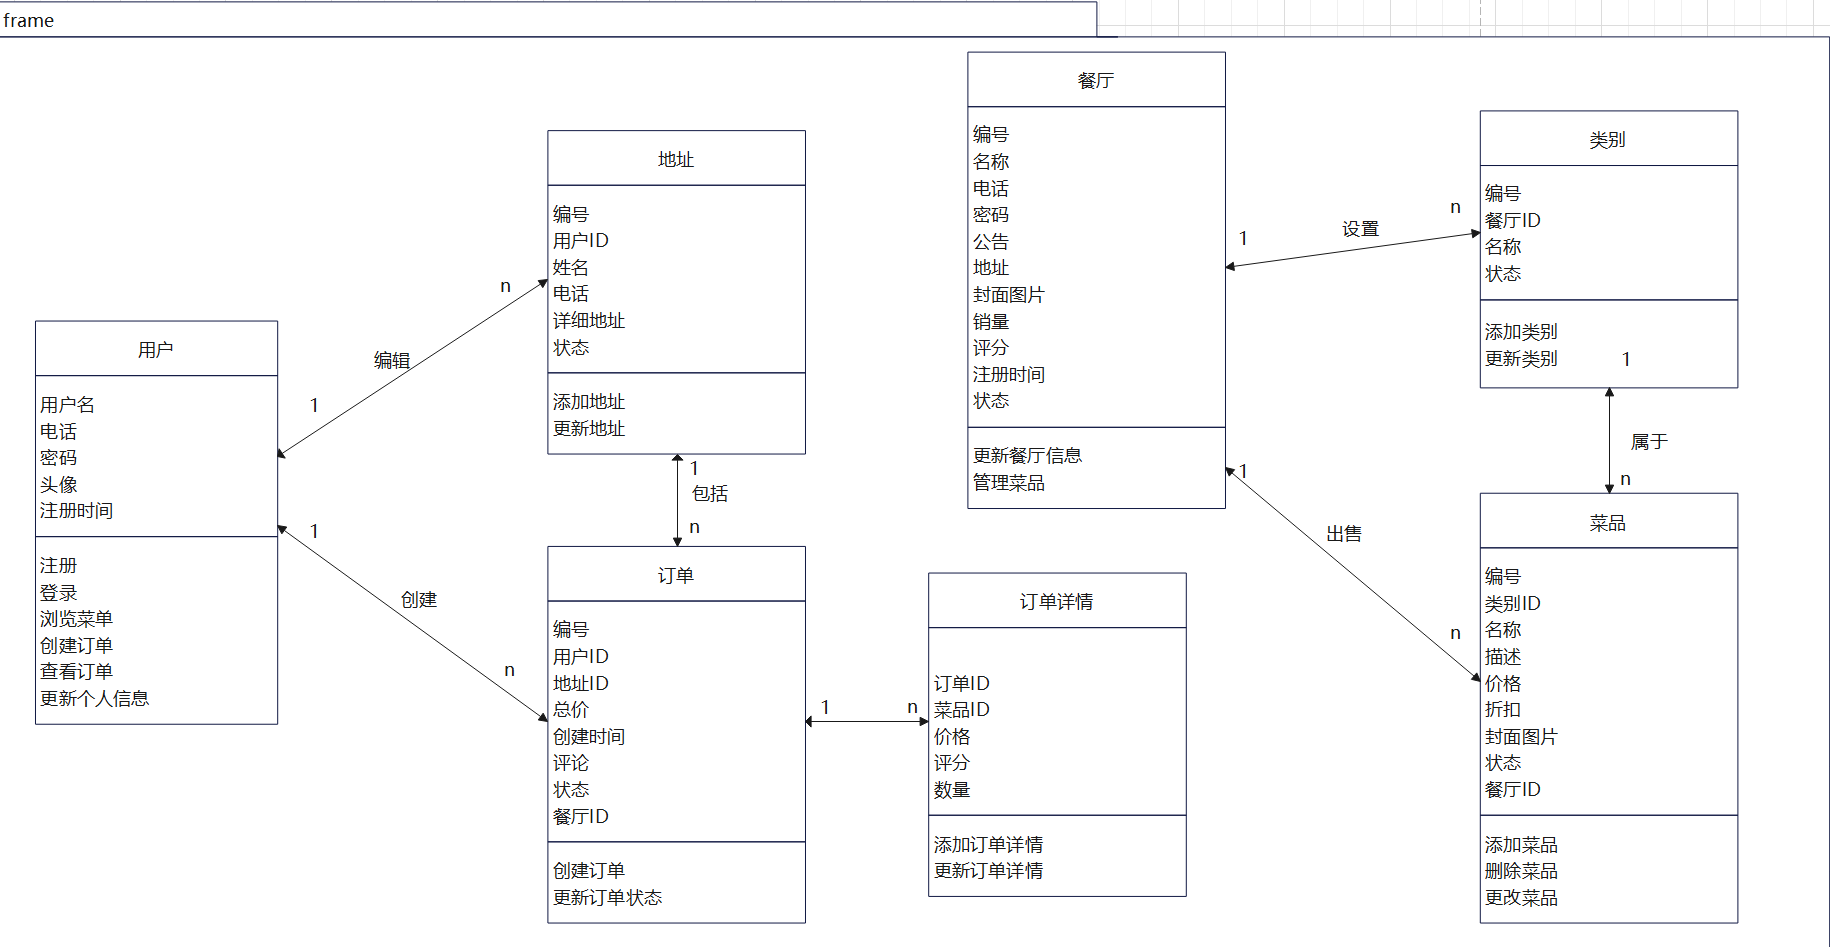 frame
用户
用户名
电话
密码
头像
注册时间
注册
登录
浏览菜单
创建订单
查看订单
更新个人信息
1
编辑
n
1
创建
n
地址
编号
用户ID
姓名
电话
详细地址
状态
添加地址
更新地址
1
包括
n
订单
编号
用户ID
地址ID
总价
创建时间
评论
状态
餐厅ID
创建订单
更新订单状态
1
n
订单详情
订单ID
菜品ID
价格
评分
数量
添加订单详情
更新订单详情
餐厅
编号
名称
电话
密码
公告
地址
封面图片
销量
评分
注册时间
状态
更新餐厅信息
管理菜品
1
设置
n
1
出售
n
类别
编号
餐厅ID
名称
状态
添加类别
更新类别
1
属于
n
菜品
编号
类别ID
名称
描述
价格
折扣
封面图片
状态
餐厅ID
添加菜品
删除菜品
更改菜品